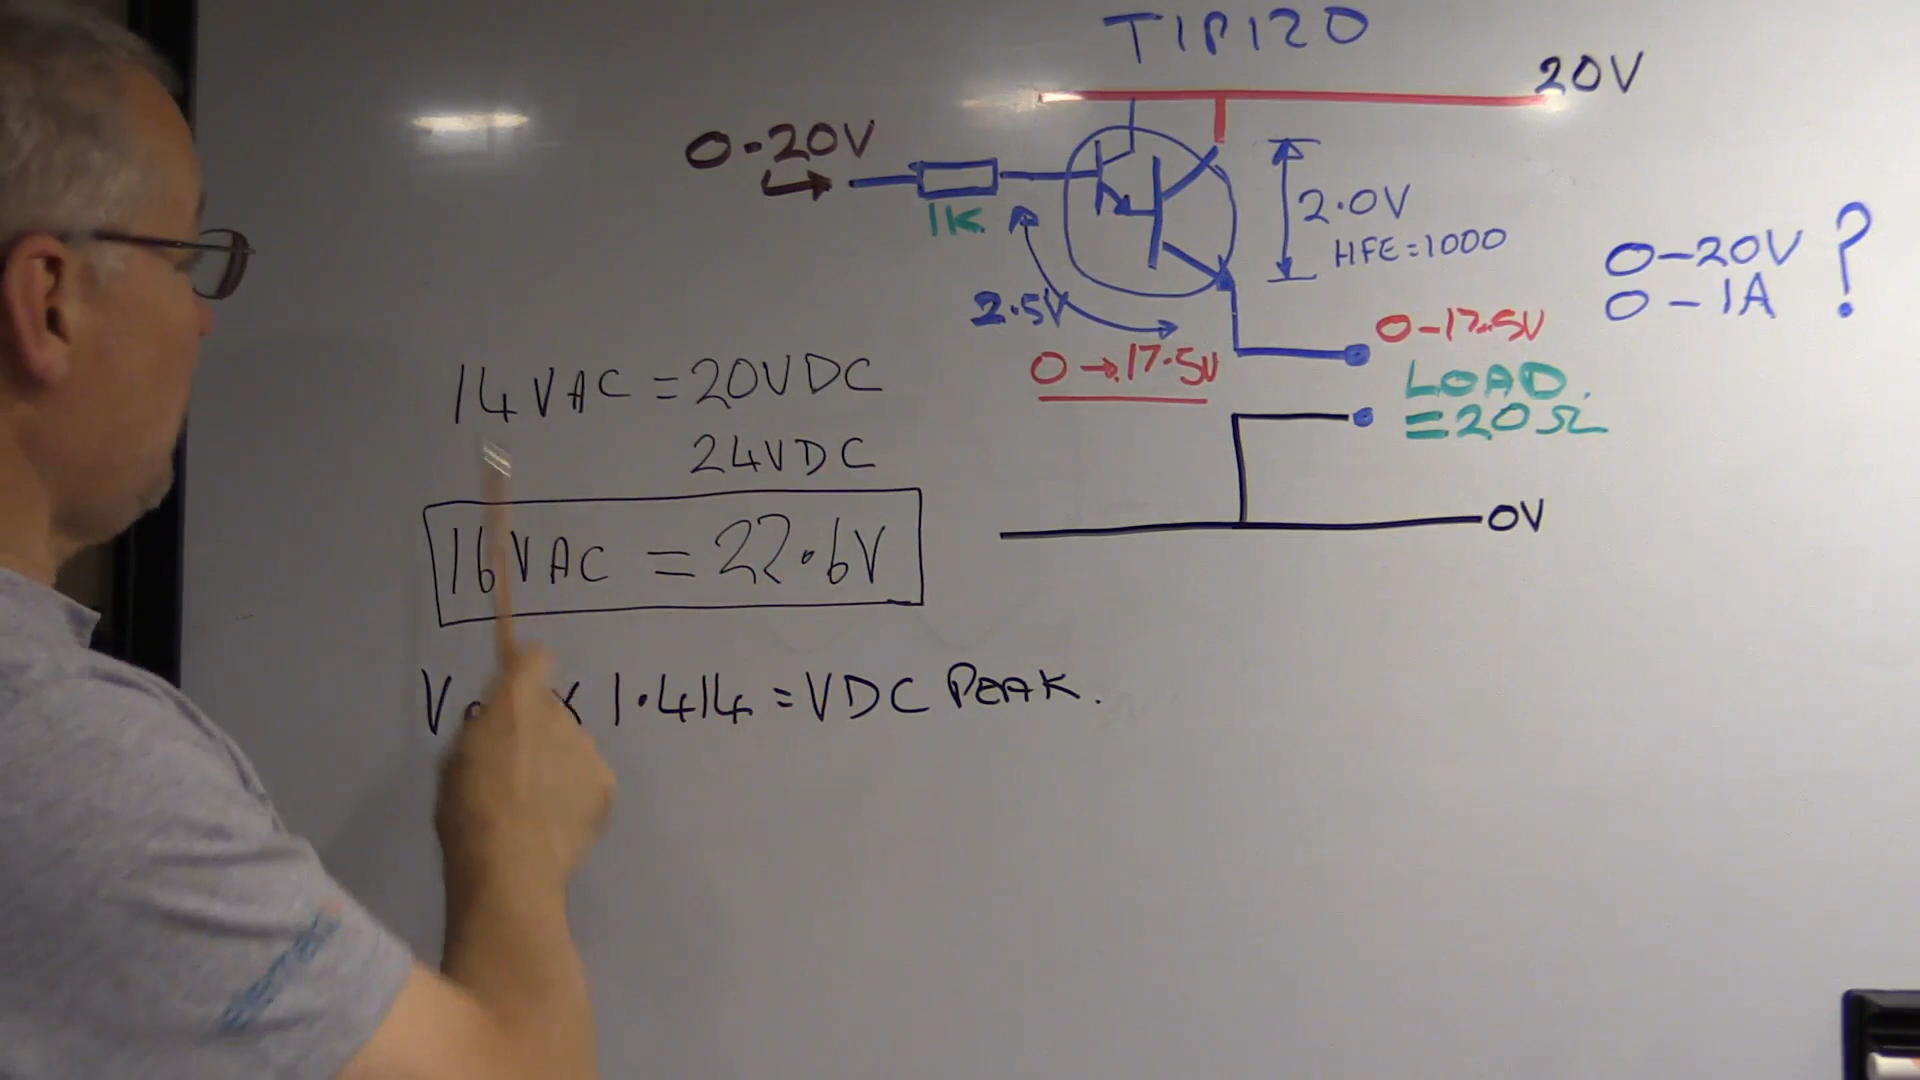 TIP120
20V
0-20V
1K
2.0V
HFE=1000
0-20V ?
0-1A
2.5V
0→17.5V
0-17.5V
LOAD.
=20Ω
14VAC=20VDC
24VDC
16VAC = 22.6V
0V
V × 1.414=VDC PEAK.